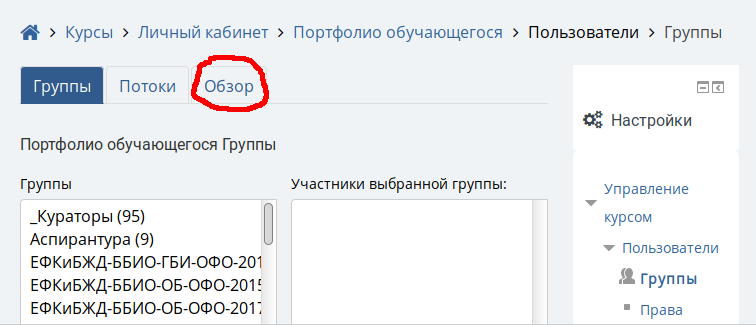 Курсы > Личный кабинет > Портфолио обучающегося > Пользователи > Группы
Группы Потоки Обзор
Настройки
Портфолио обучающегося Группы
Группы
Участники выбранной группы:
_Кураторы (95)
Аспирантура (9)
ЕФКиБЖД-ББИО-ГБИ-ОФО-201
ЕФКиБЖД-ББИО-ОБ-ОФО-2015
ЕФКиБЖД-ББИО-ОБ-ОФО-2017
Управление
курсом
Пользователи
Группы
Права